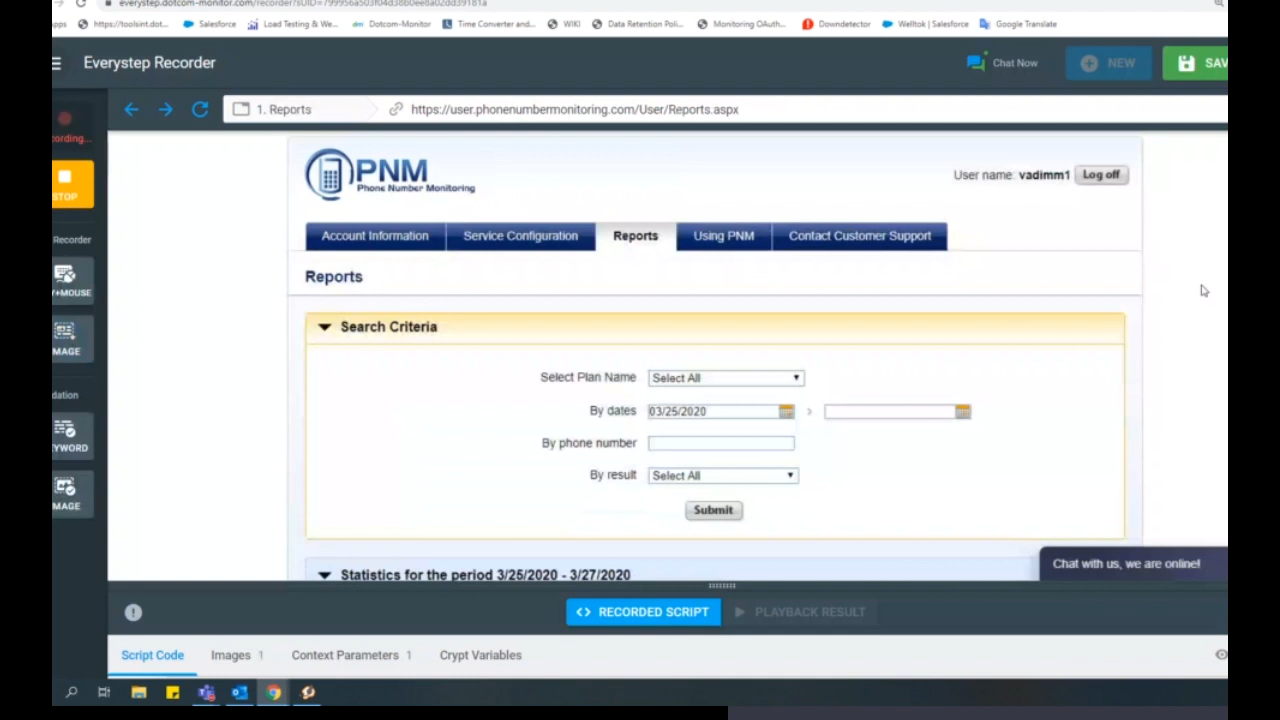 everystep.dotcom-monitor.com/recorder?sUID=799956a503f04d38b0ee8a02dd39181a
pps https://toolsint.dot... Salesforce Load Testing & We... dm Dotcom-Monitor Time Converter and... WIKI Data Retention Poli... Monitoring OAuth... Downdetector Welltok | Salesforce Google Translate
Everystep Recorder Chat Now NEW SAV
1. Reports https://user.phonenumbermonitoring.com/User/Reports.aspx
ording...
STOP
Recorder
Y+MOUSE
MAGE
dation
EYWORD
MAGE
PNM
Phone Number Monitoring
User name: vadimm1 Log off
Account Information Service Configuration Reports Using PNM Contact Customer Support
Reports
Search Criteria
Select Plan Name Select All
By dates 03/25/2020 >
By phone number
By result Select All
Submit
Statistics for the period 3/25/2020 - 3/27/2020
Chat with us, we are online!
<> RECORDED SCRIPT PLAYBACK RESULT
Script Code Images 1 Context Parameters 1 Crypt Variables